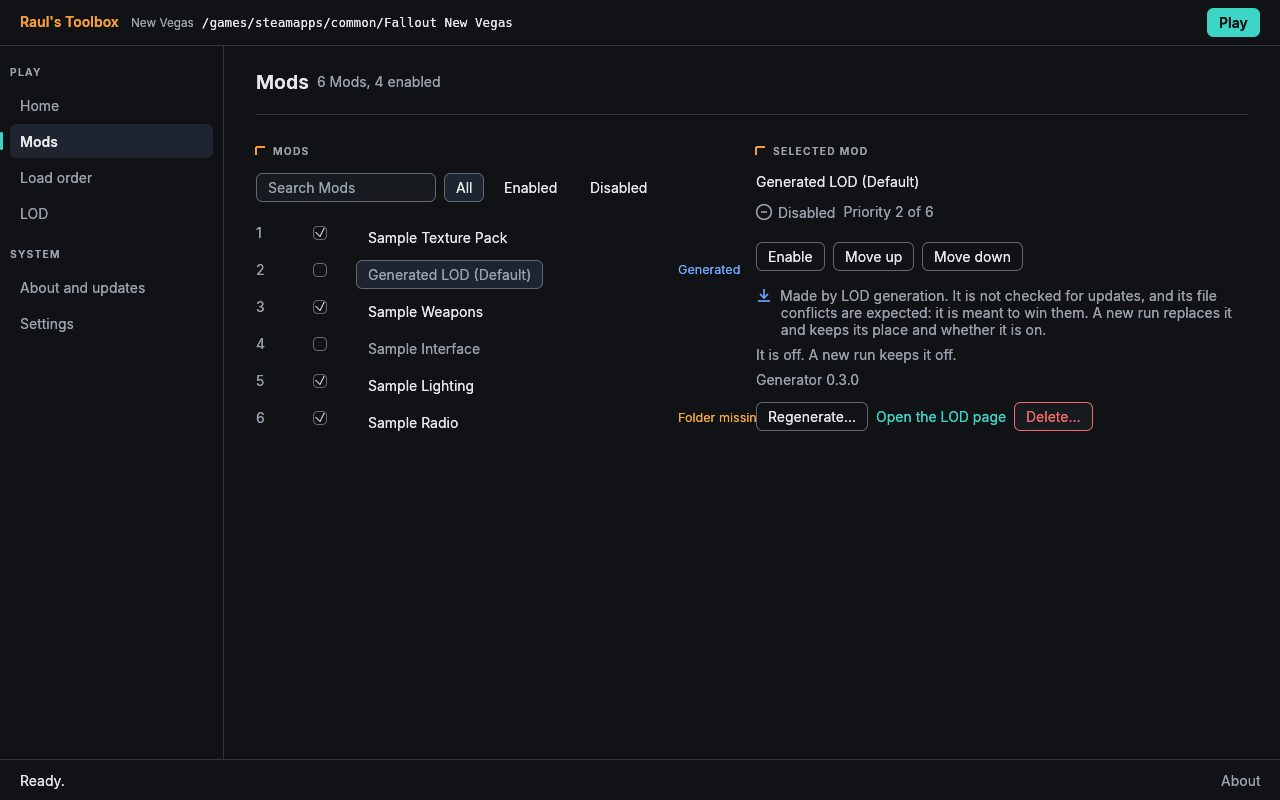 Raul's Toolbox New Vegas /games/steamapps/common/Fallout New Vegas Play
PLAY
Home
Mods
Load order
LOD
SYSTEM
About and updates
Settings
Mods 6 Mods, 4 enabled
MODS
Search Mods All Enabled Disabled
1 Sample Texture Pack
2 Generated LOD (Default) Generated
3 Sample Weapons
4 Sample Interface
5 Sample Lighting
6 Sample Radio Folder missin
SELECTED MOD
Generated LOD (Default)
Disabled Priority 2 of 6
Enable Move up Move down
Made by LOD generation. It is not checked for updates, and its file
conflicts are expected: it is meant to win them. A new run replaces it
and keeps its place and whether it is on.
It is off. A new run keeps it off.
Generator 0.3.0
Regenerate... Open the LOD page Delete...
Ready. About